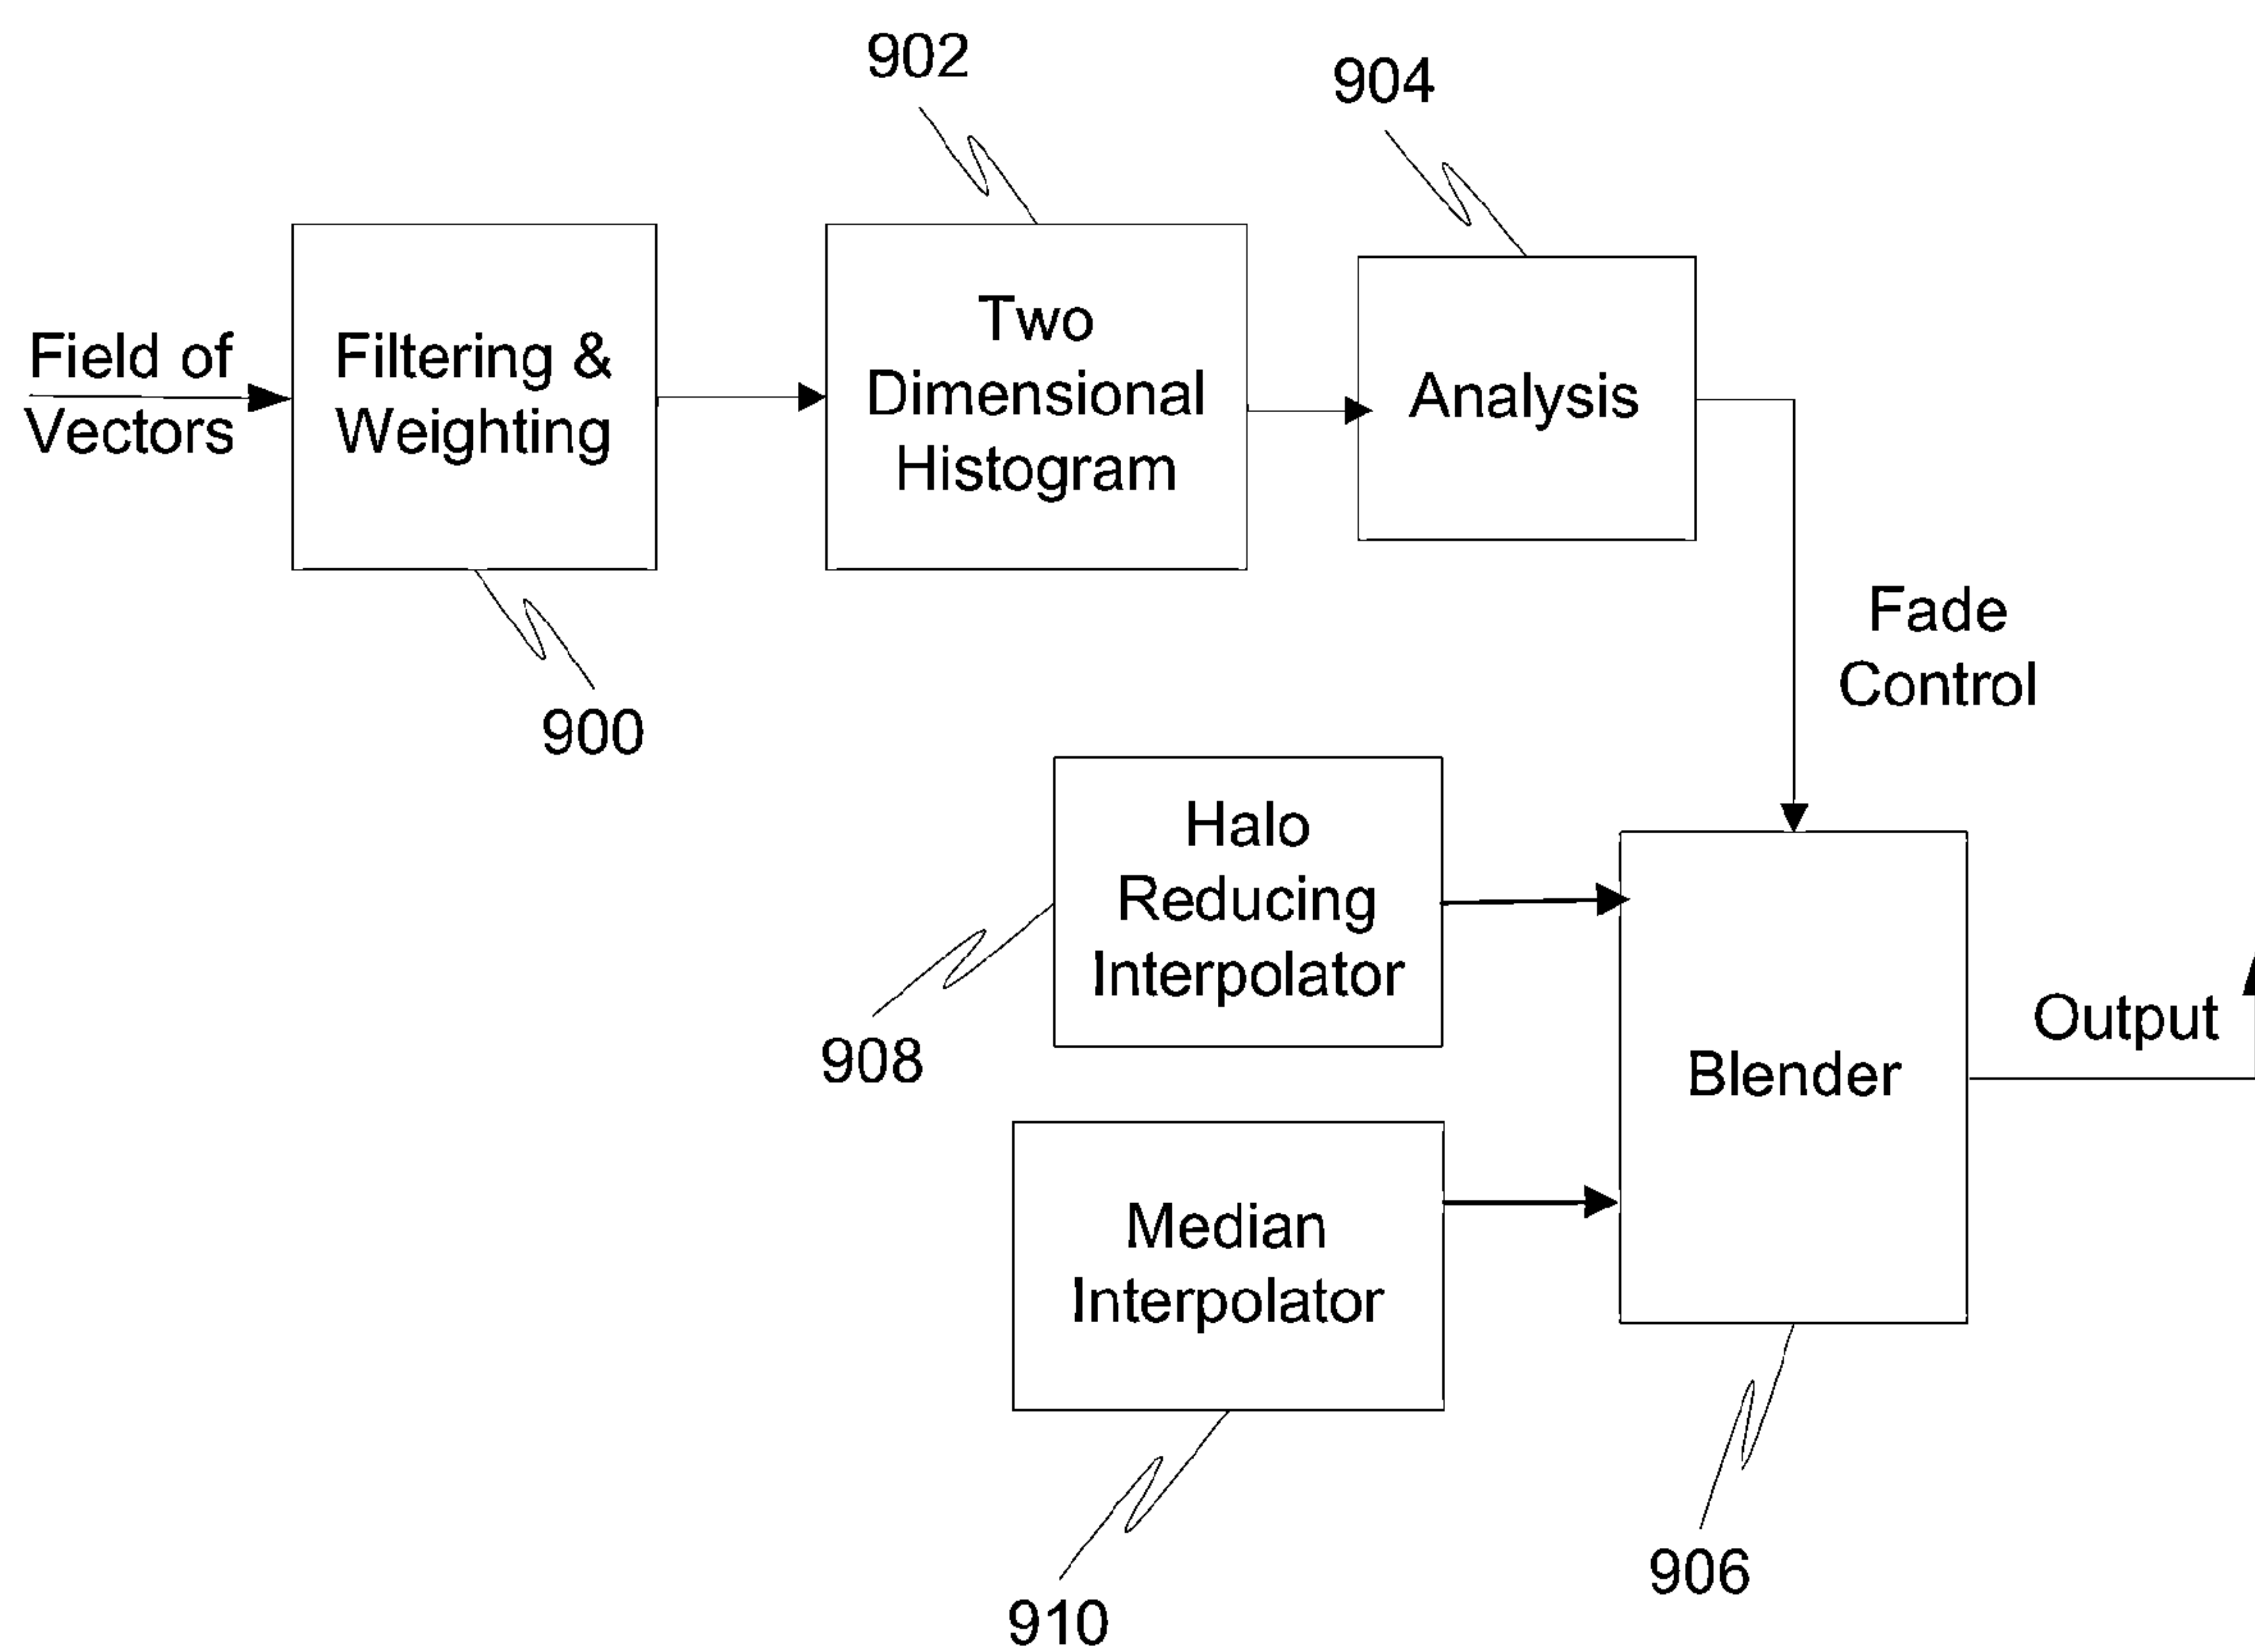 902
904
Field of
Vectors
Filtering &
Weighting
Two
Dimensional
Histogram
Analysis
900
Fade
Control
Halo
Reducing
Interpolator
908
Output
Blender
Median
Interpolator
906
910